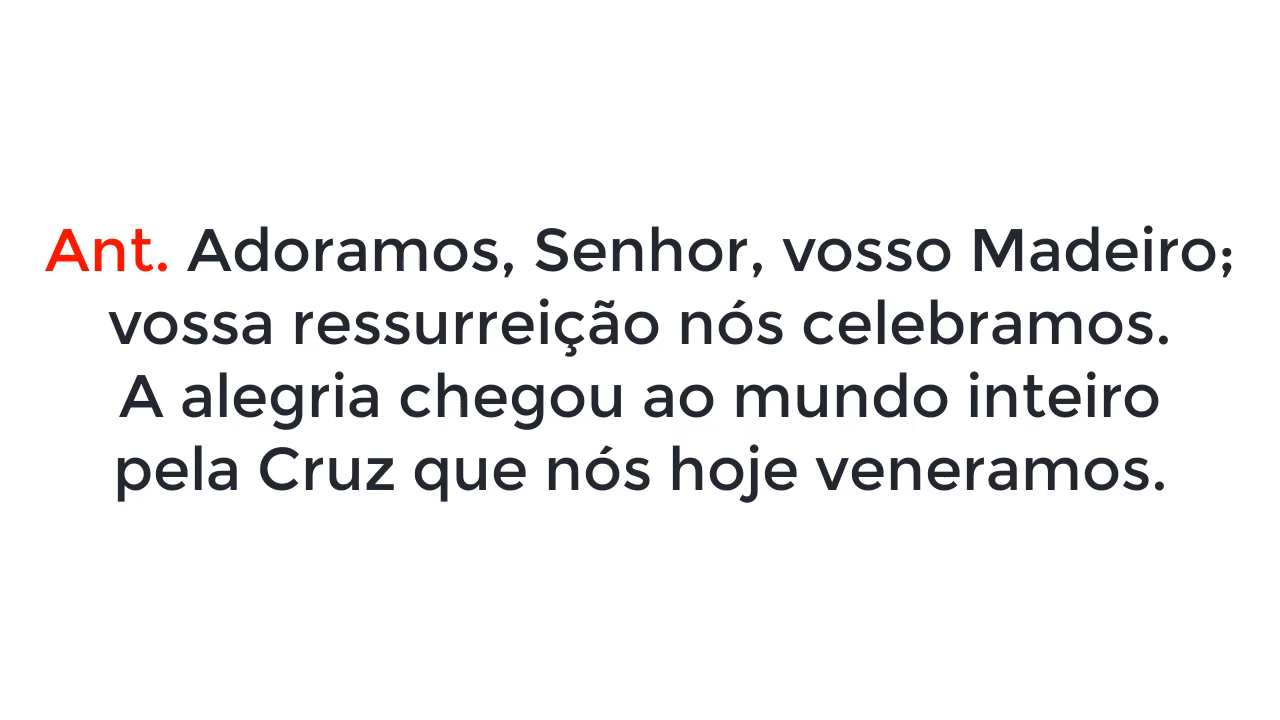 Ant. Adoramos, Senhor, vosso Madeiro;
vossa ressurreição nós celebramos.
A alegria chegou ao mundo inteiro
pela Cruz que nós hoje veneramos.